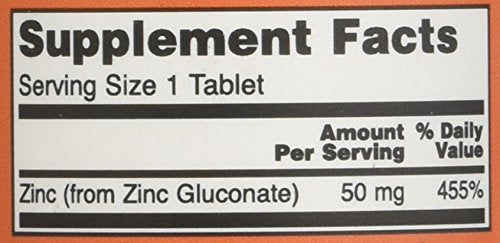 Supplement Facts
Serving Size 1 Tablet
Amount Per Serving % Daily Value
Zinc (from Zinc Gluconate) 50 mg 455%